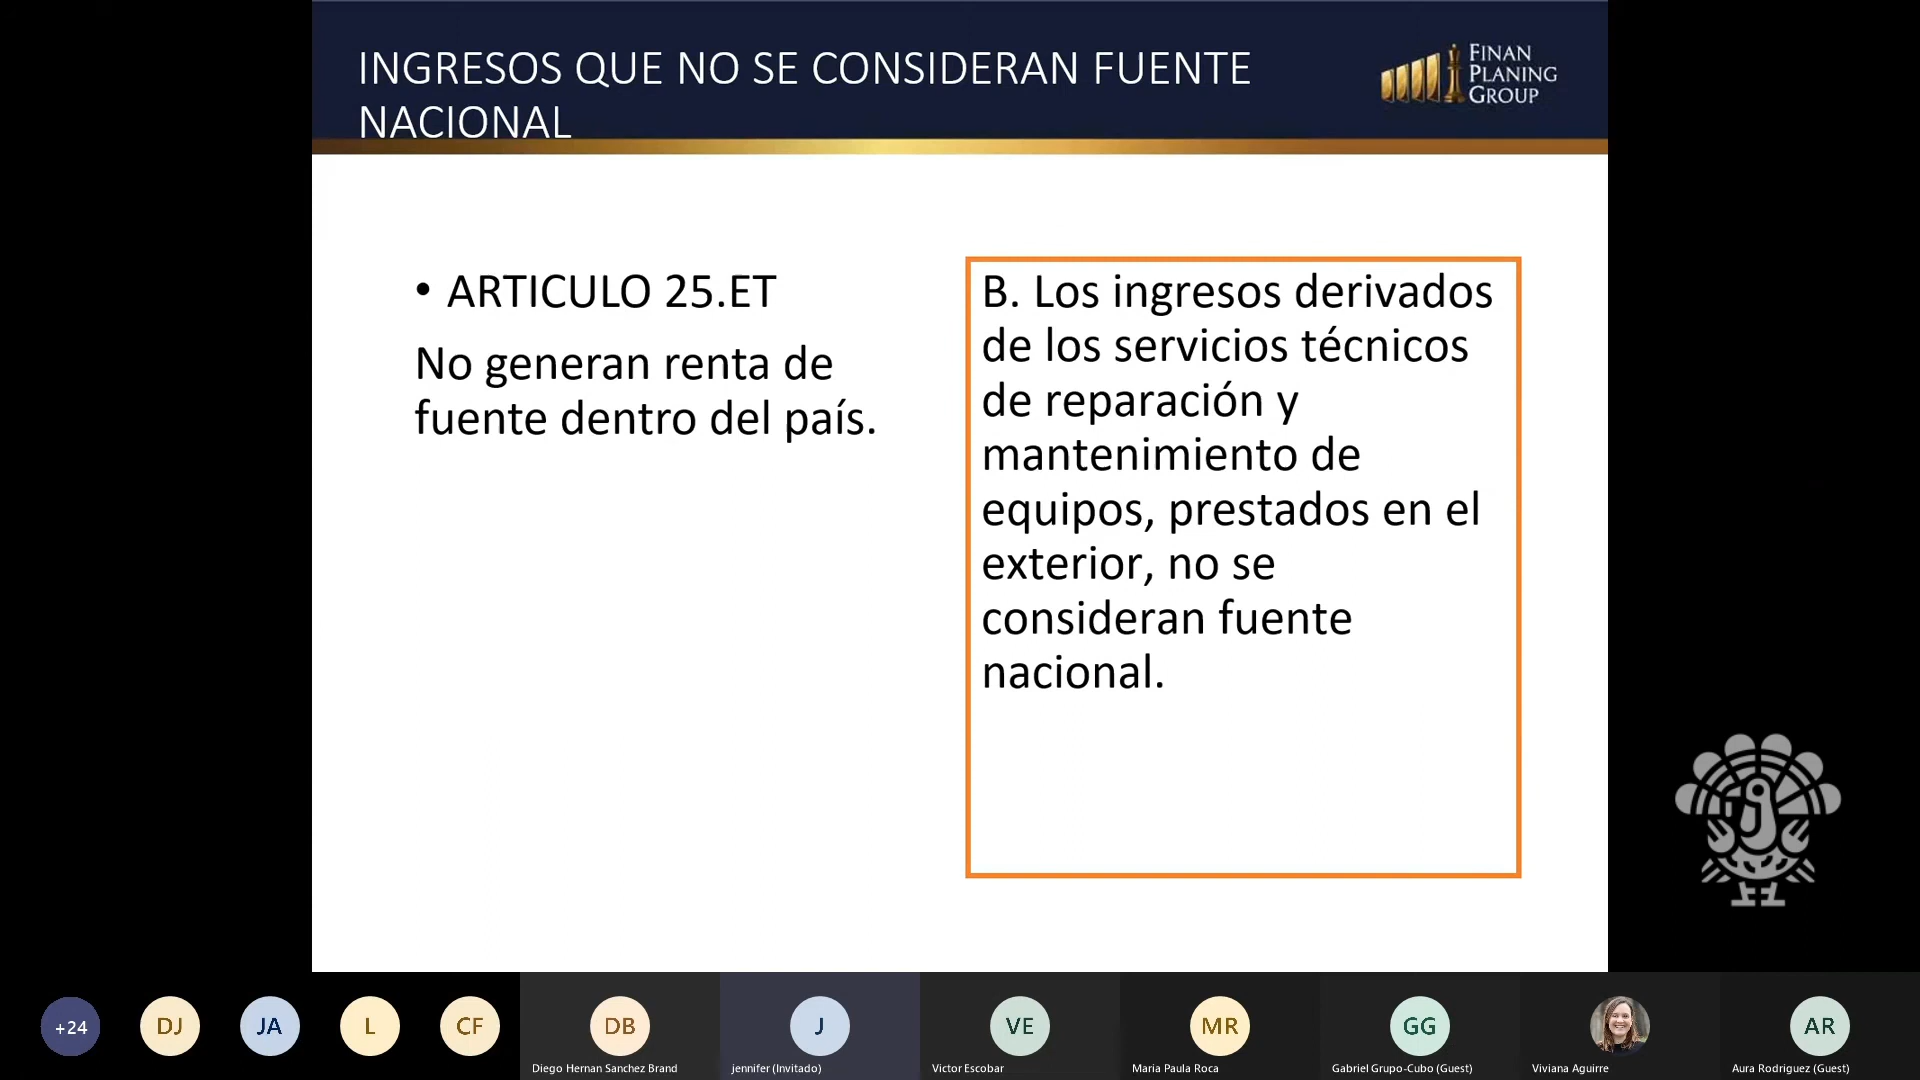 INGRESOS QUE NO SE CONSIDERAN FUENTE
NACIONAL
FINAN
PLANING
GROUP
• ARTICULO 25.ET
No generan renta de
fuente dentro del país.
B. Los ingresos derivados
de los servicios técnicos
de reparación y
mantenimiento de
equipos, prestados en el
exterior, no se
consideran fuente
nacional.
+24
DJ
JA
L
CF
DB
J
VE
MR
GG
AR
Diego Hernan Sanchez Brand
jennifer (Invitado)
Victor Escobar
Maria Paula Roca
Gabriel Grupo-Cubo (Guest)
Viviana Aguirre
Aura Rodriguez (Guest)